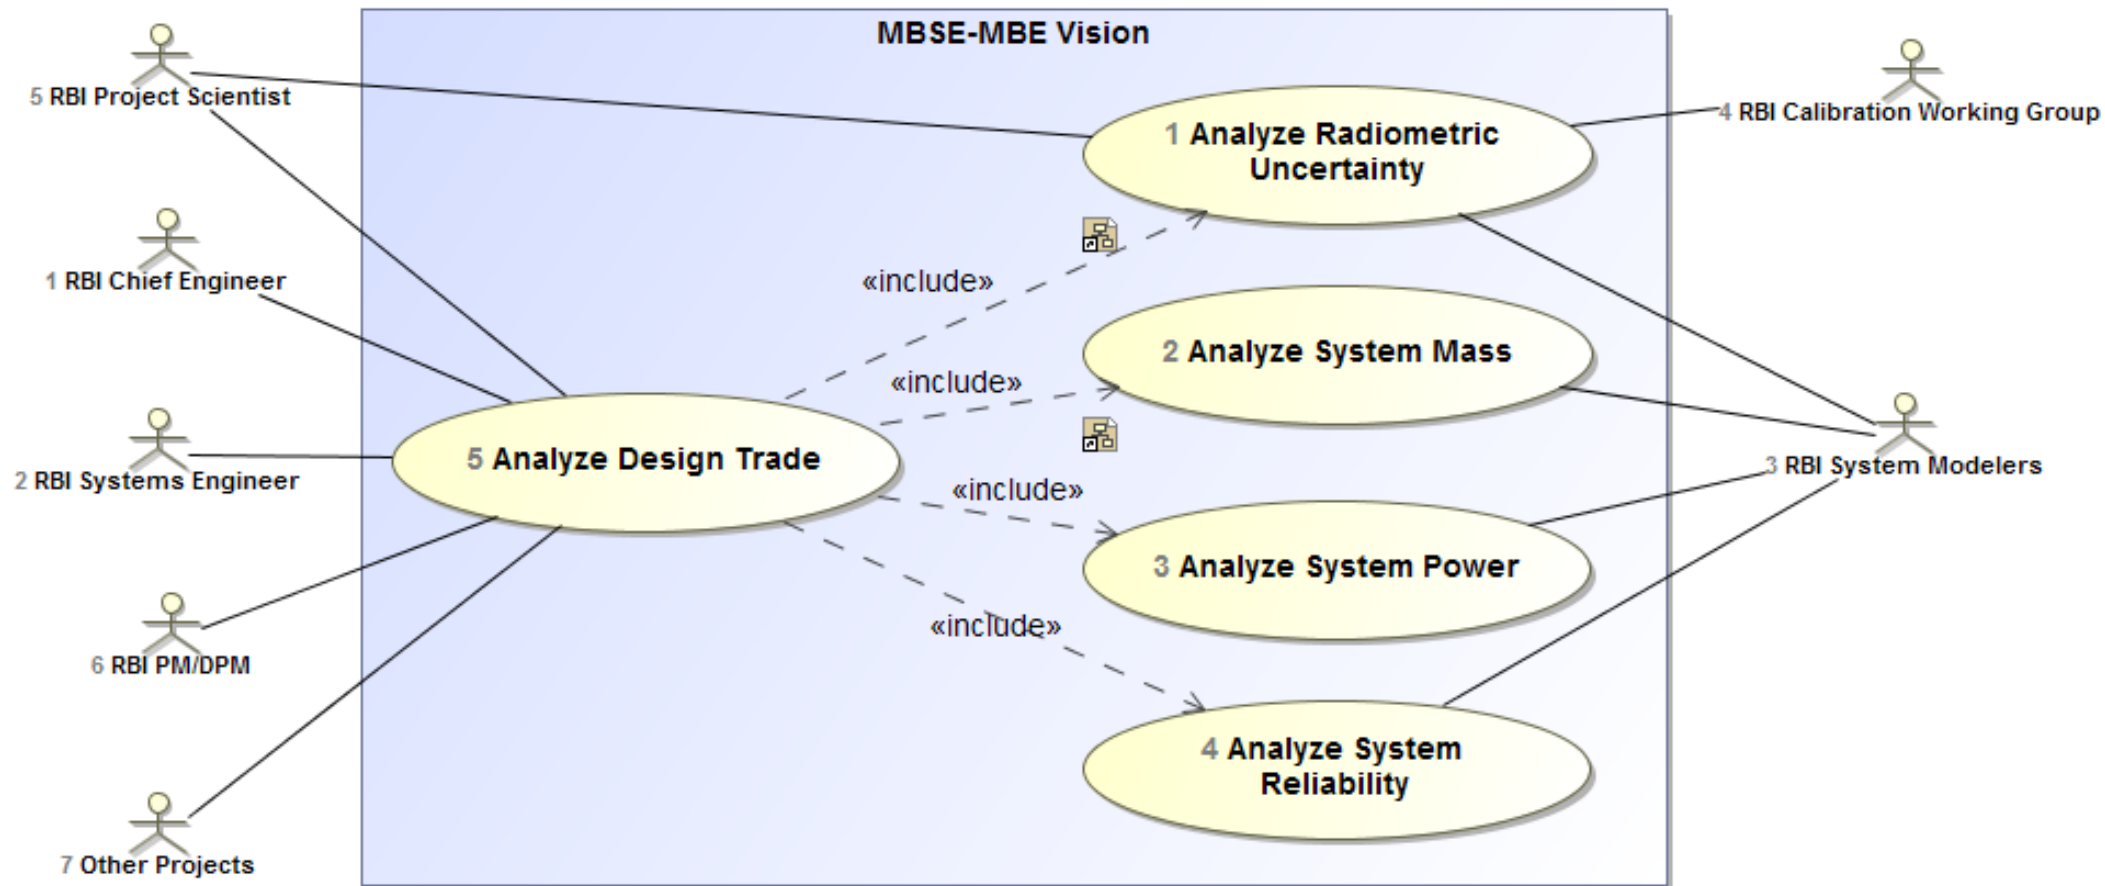 MBSE-MBE Vision
5 RBI Project Scientist
4 RBI Calibration Working Group
1 Analyze Radiometric
Uncertainty
1 RBI Chief Engineer
«include»
2 Analyze System Mass
«include»
5 Analyze Design Trade
3 RBI System Modelers
2 RBI Systems Engineer
«include»
3 Analyze System Power
«include»
6 RBI PM/DPM
4 Analyze System
Reliability
7 Other Projects